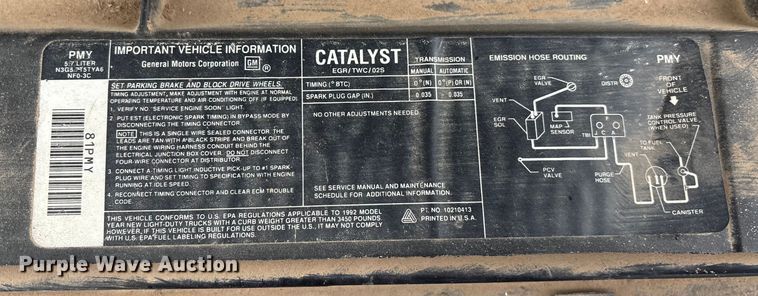 PMY
5.7 LITER
NF0-3C
81PMY
IMPORTANT VEHICLE INFORMATION
General Motors Corporation
GM
SET PARKING BRAKE AND BLOCK DRIVE WHEELS.
TIMING ADJUSTMENT, MAKE ADJUSTMENT WITH ENGINE AT NORMAL
OPERATING TEMPERATURE AND AIR CONDITIONING OFF (IF EQUIPPED)
1. VERIFY NO "SERVICE ENGINE SOON" LIGHT.
2. PUT EST (ELECTRONIC SPARK TIMING) IN BYPASS MODE BY
DISCONNECTING THE TIMING CONNECTOR.
NOTE THIS IS A SINGLE WIRE SEALED CONNECTOR. THE
LEADS ARE TAN WITH A BLACK STRIPE AND BREAK OUT OF
THE ENGINE WIRING HARNESS CONDUIT BEHIND THE
ELECTRICAL JUNCTION BOX COVER. DO NOT DISCONNECT
FOUR-WIRE CONNECTOR AT DISTRIBUTOR.
3. CONNECT A TIMING LIGHT INDUCTIVE PICK-UP TO #1 SPARK
PLUG WIRE AND SET TIMING TO SPECIFICATION WITH ENGINE
RUNNING AT IDLE SPEED.
4. RECONNECT TIMING CONNECTOR AND CLEAR ECM TROUBLE
CODE.
CATALYST
EGR/TWC/O2S
TRANSMISSION
MANUAL AUTOMATIC
TIMING (° BTC) 0° (N) 0° (P) OR (N)
SPARK PLUG GAP (IN.) 0.035 - 0.035
NO OTHER ADJUSTMENTS NEEDED.
SEE SERVICE MANUAL AND MAINTENANCE
SCHEDULE FOR ADDITIONAL INFORMATION.
THIS VEHICLE CONFORMS TO U.S. EPA REGULATIONS APPLICABLE TO 1992 MODEL
YEAR NEW LIGHT-DUTY TRUCKS WITH A CURB WEIGHT GREATER THAN 3450 POUNDS.
HOWEVER, IF THIS VEHICLE IS BUILT FOR USE OUTSIDE THE U.S., IT MAY NOT COMPLY
WITH U.S. EPA FUEL LABELING REGULATIONS.
PT. NO. 10210413
PRINTED IN U.S.A.
EMISSION HOSE ROUTING
PMY
EGR VALVE
VENT
EGR
SOL
MAP
SENSOR
TBI
J C A
F
PCV
VALVE
PURGE
HOSE
VENT
TO FUEL
TANK
FRONT
OF
VEHICLE
TANK PRESSURE
CONTROL VALVE
(WHEN USED)
CANISTER
Purple Wave Auction